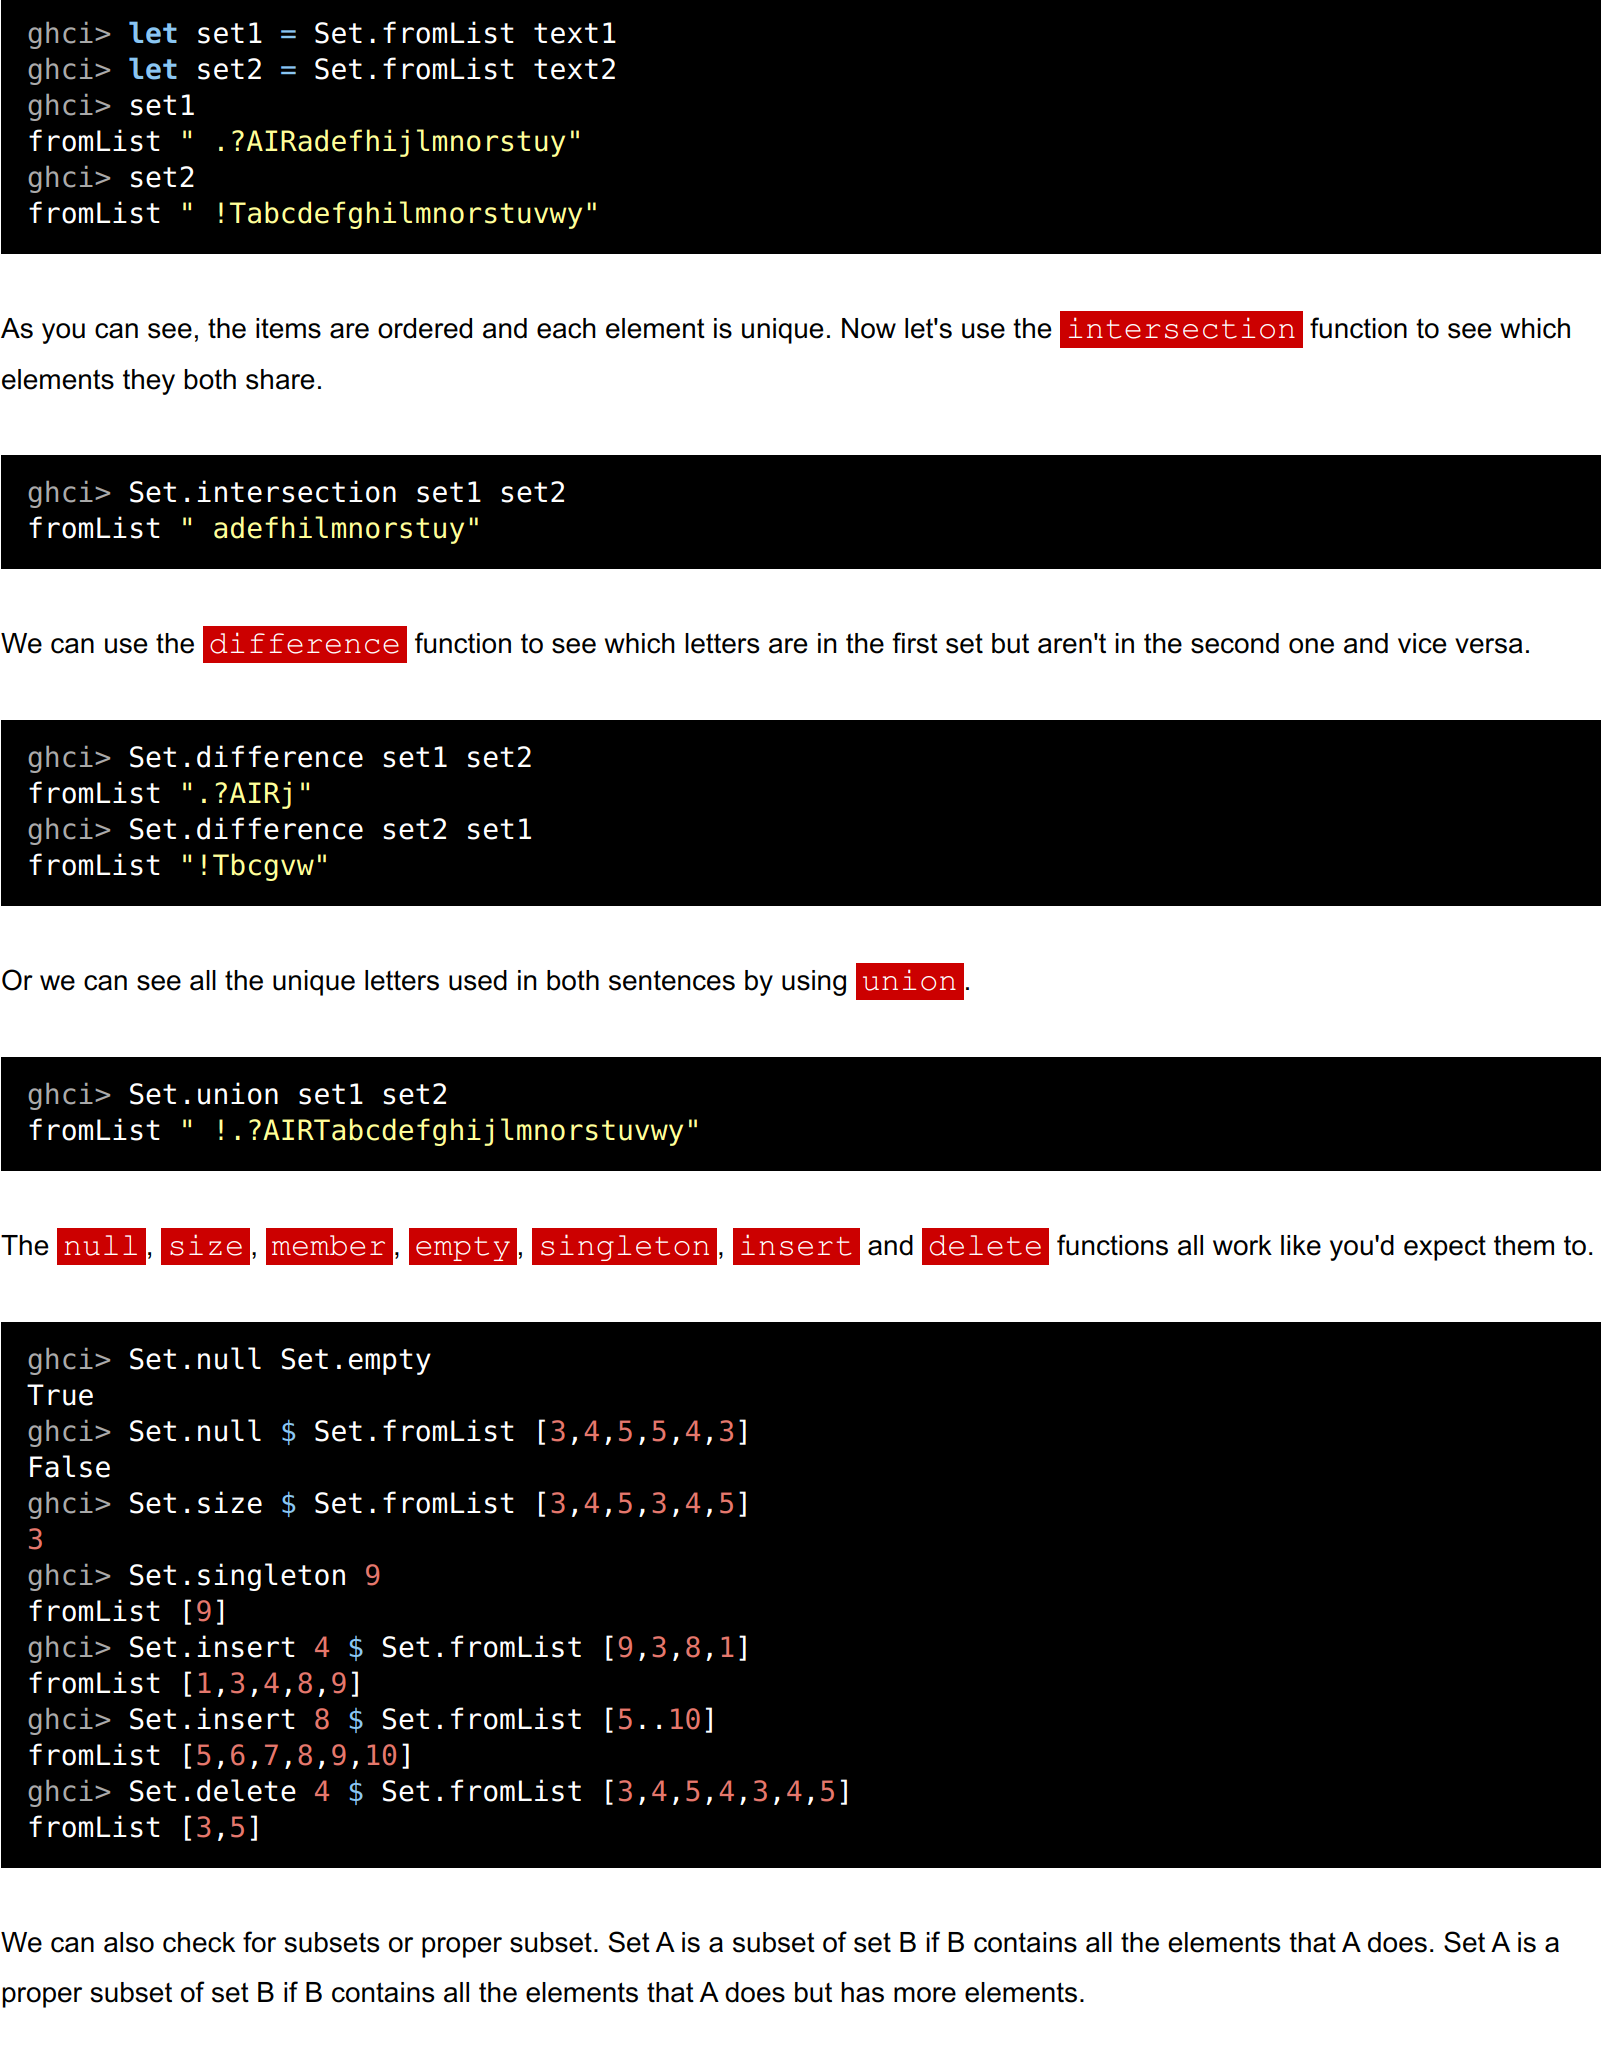 ghci> let set1 = Set.fromList text1
ghci> let set2 = Set.fromList text2
ghci> set1
fromList " .?AIRadefhijlmnorstuy"
ghci> set2
fromList " !Tabcdefghilmnorstuvwy"
As you can see, the items are ordered and each element is unique. Now let's use the intersection function to see which
elements they both share.
ghci> Set.intersection set1 set2
fromList " adefhilmnorstuy"
We can use the difference function to see which letters are in the first set but aren't in the second one and vice versa.
ghci> Set.difference set1 set2
fromList ".?AIRj"
ghci> Set.difference set2 set1
fromList "!Tbcgvw"
Or we can see all the unique letters used in both sentences by using union.
ghci> Set.union set1 set2
fromList " !.?AIRTabcdefghijlmnorstuvwy"
The null, size, member, empty, singleton, insert and delete functions all work like you'd expect them to.
ghci> Set.null Set.empty
True
ghci> Set.null $ Set.fromList [3,4,5,5,4,3]
False
ghci> Set.size $ Set.fromList [3,4,5,3,4,5]
3
ghci> Set.singleton 9
fromList [9]
ghci> Set.insert 4 $ Set.fromList [9,3,8,1]
fromList [1,3,4,8,9]
ghci> Set.insert 8 $ Set.fromList [5..10]
fromList [5,6,7,8,9,10]
ghci> Set.delete 4 $ Set.fromList [3,4,5,4,3,4,5]
fromList [3,5]
We can also check for subsets or proper subset. Set A is a subset of set B if B contains all the elements that A does. Set A is a
proper subset of set B if B contains all the elements that A does but has more elements.